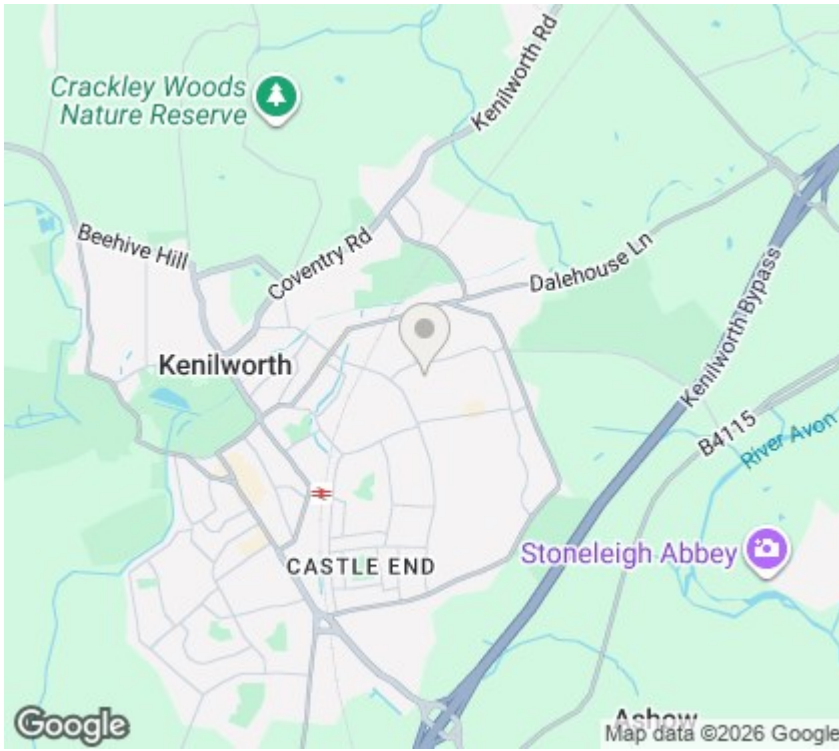 Kenilworth Rd
Crackley Woods
Nature Reserve
Beehive Hill
Coventry Rd
Dalehouse Ln
Kenilworth Bypass
Kenilworth
B4115
River Avon
Stoneleigh Abbey
CASTLE END
Ashow
Google
Map data ©2026 Google